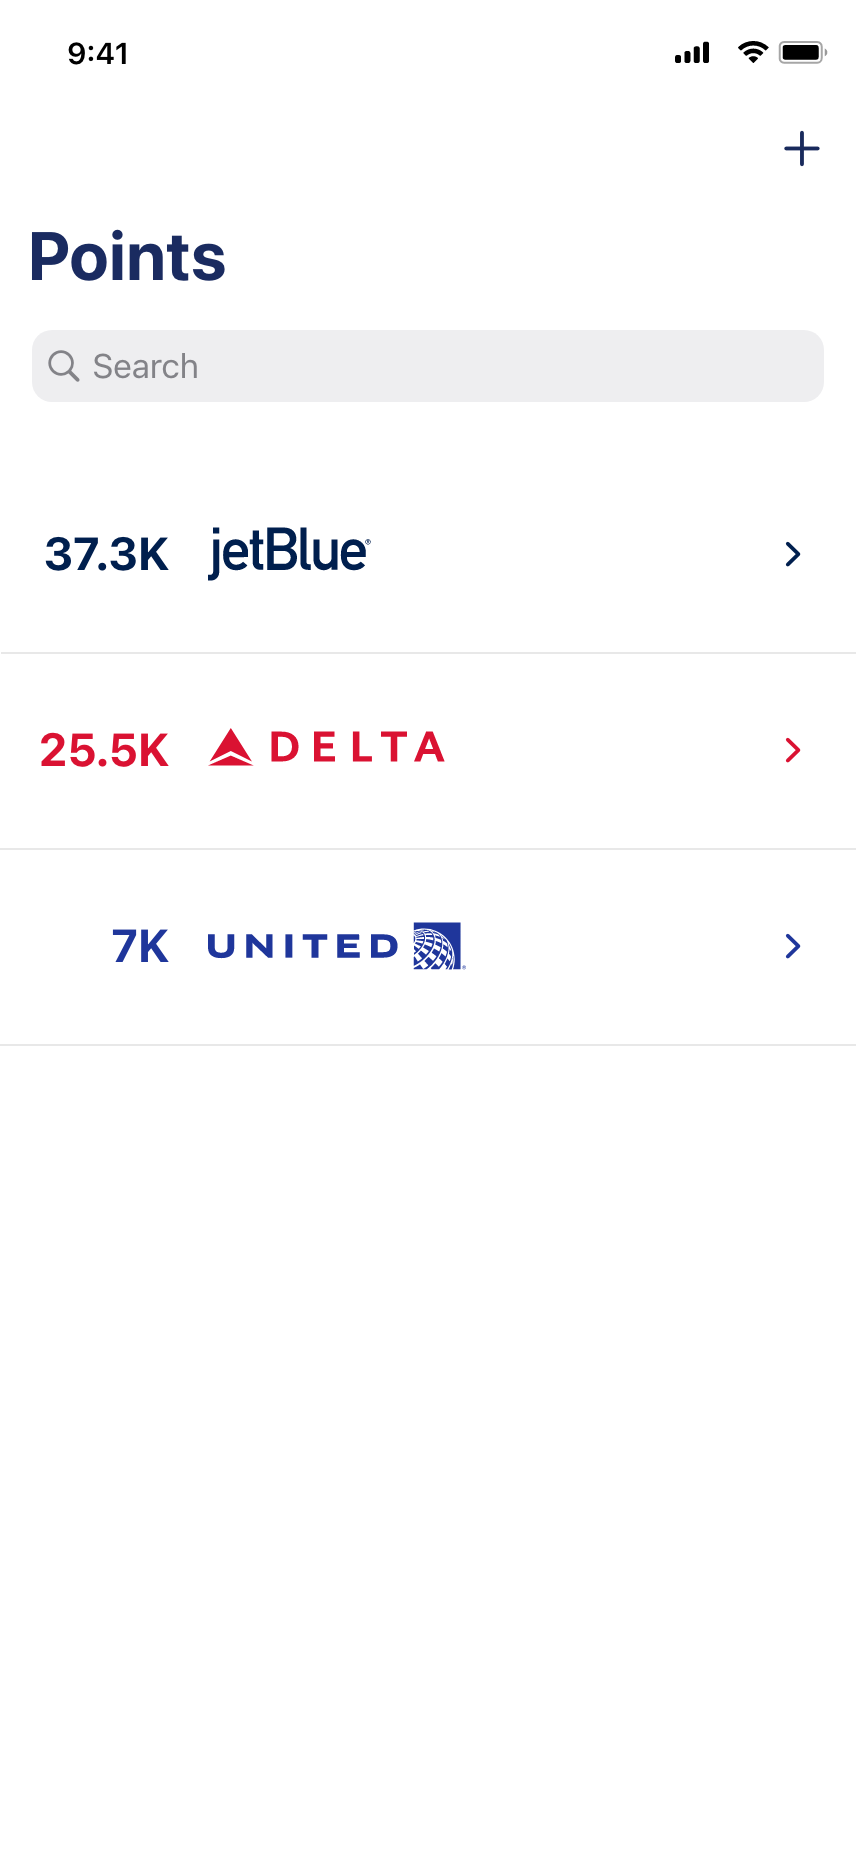 9:41
Points
Search
37.3K jetBlue®
25.5K DELTA
7K UNITED ®